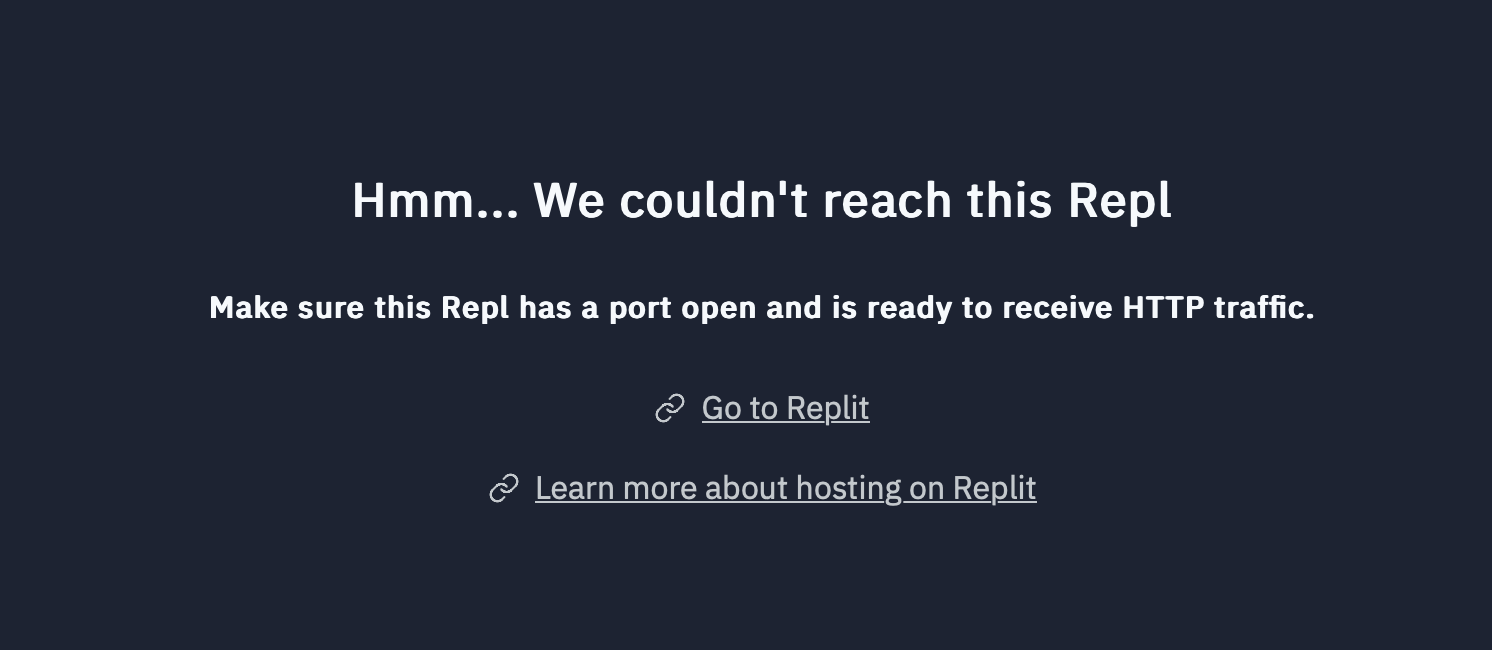 Hmm... We couldn't reach this Repl
Make sure this Repl has a port open and is ready to receive HTTP traffic.
Go to Replit
Learn more about hosting on Replit